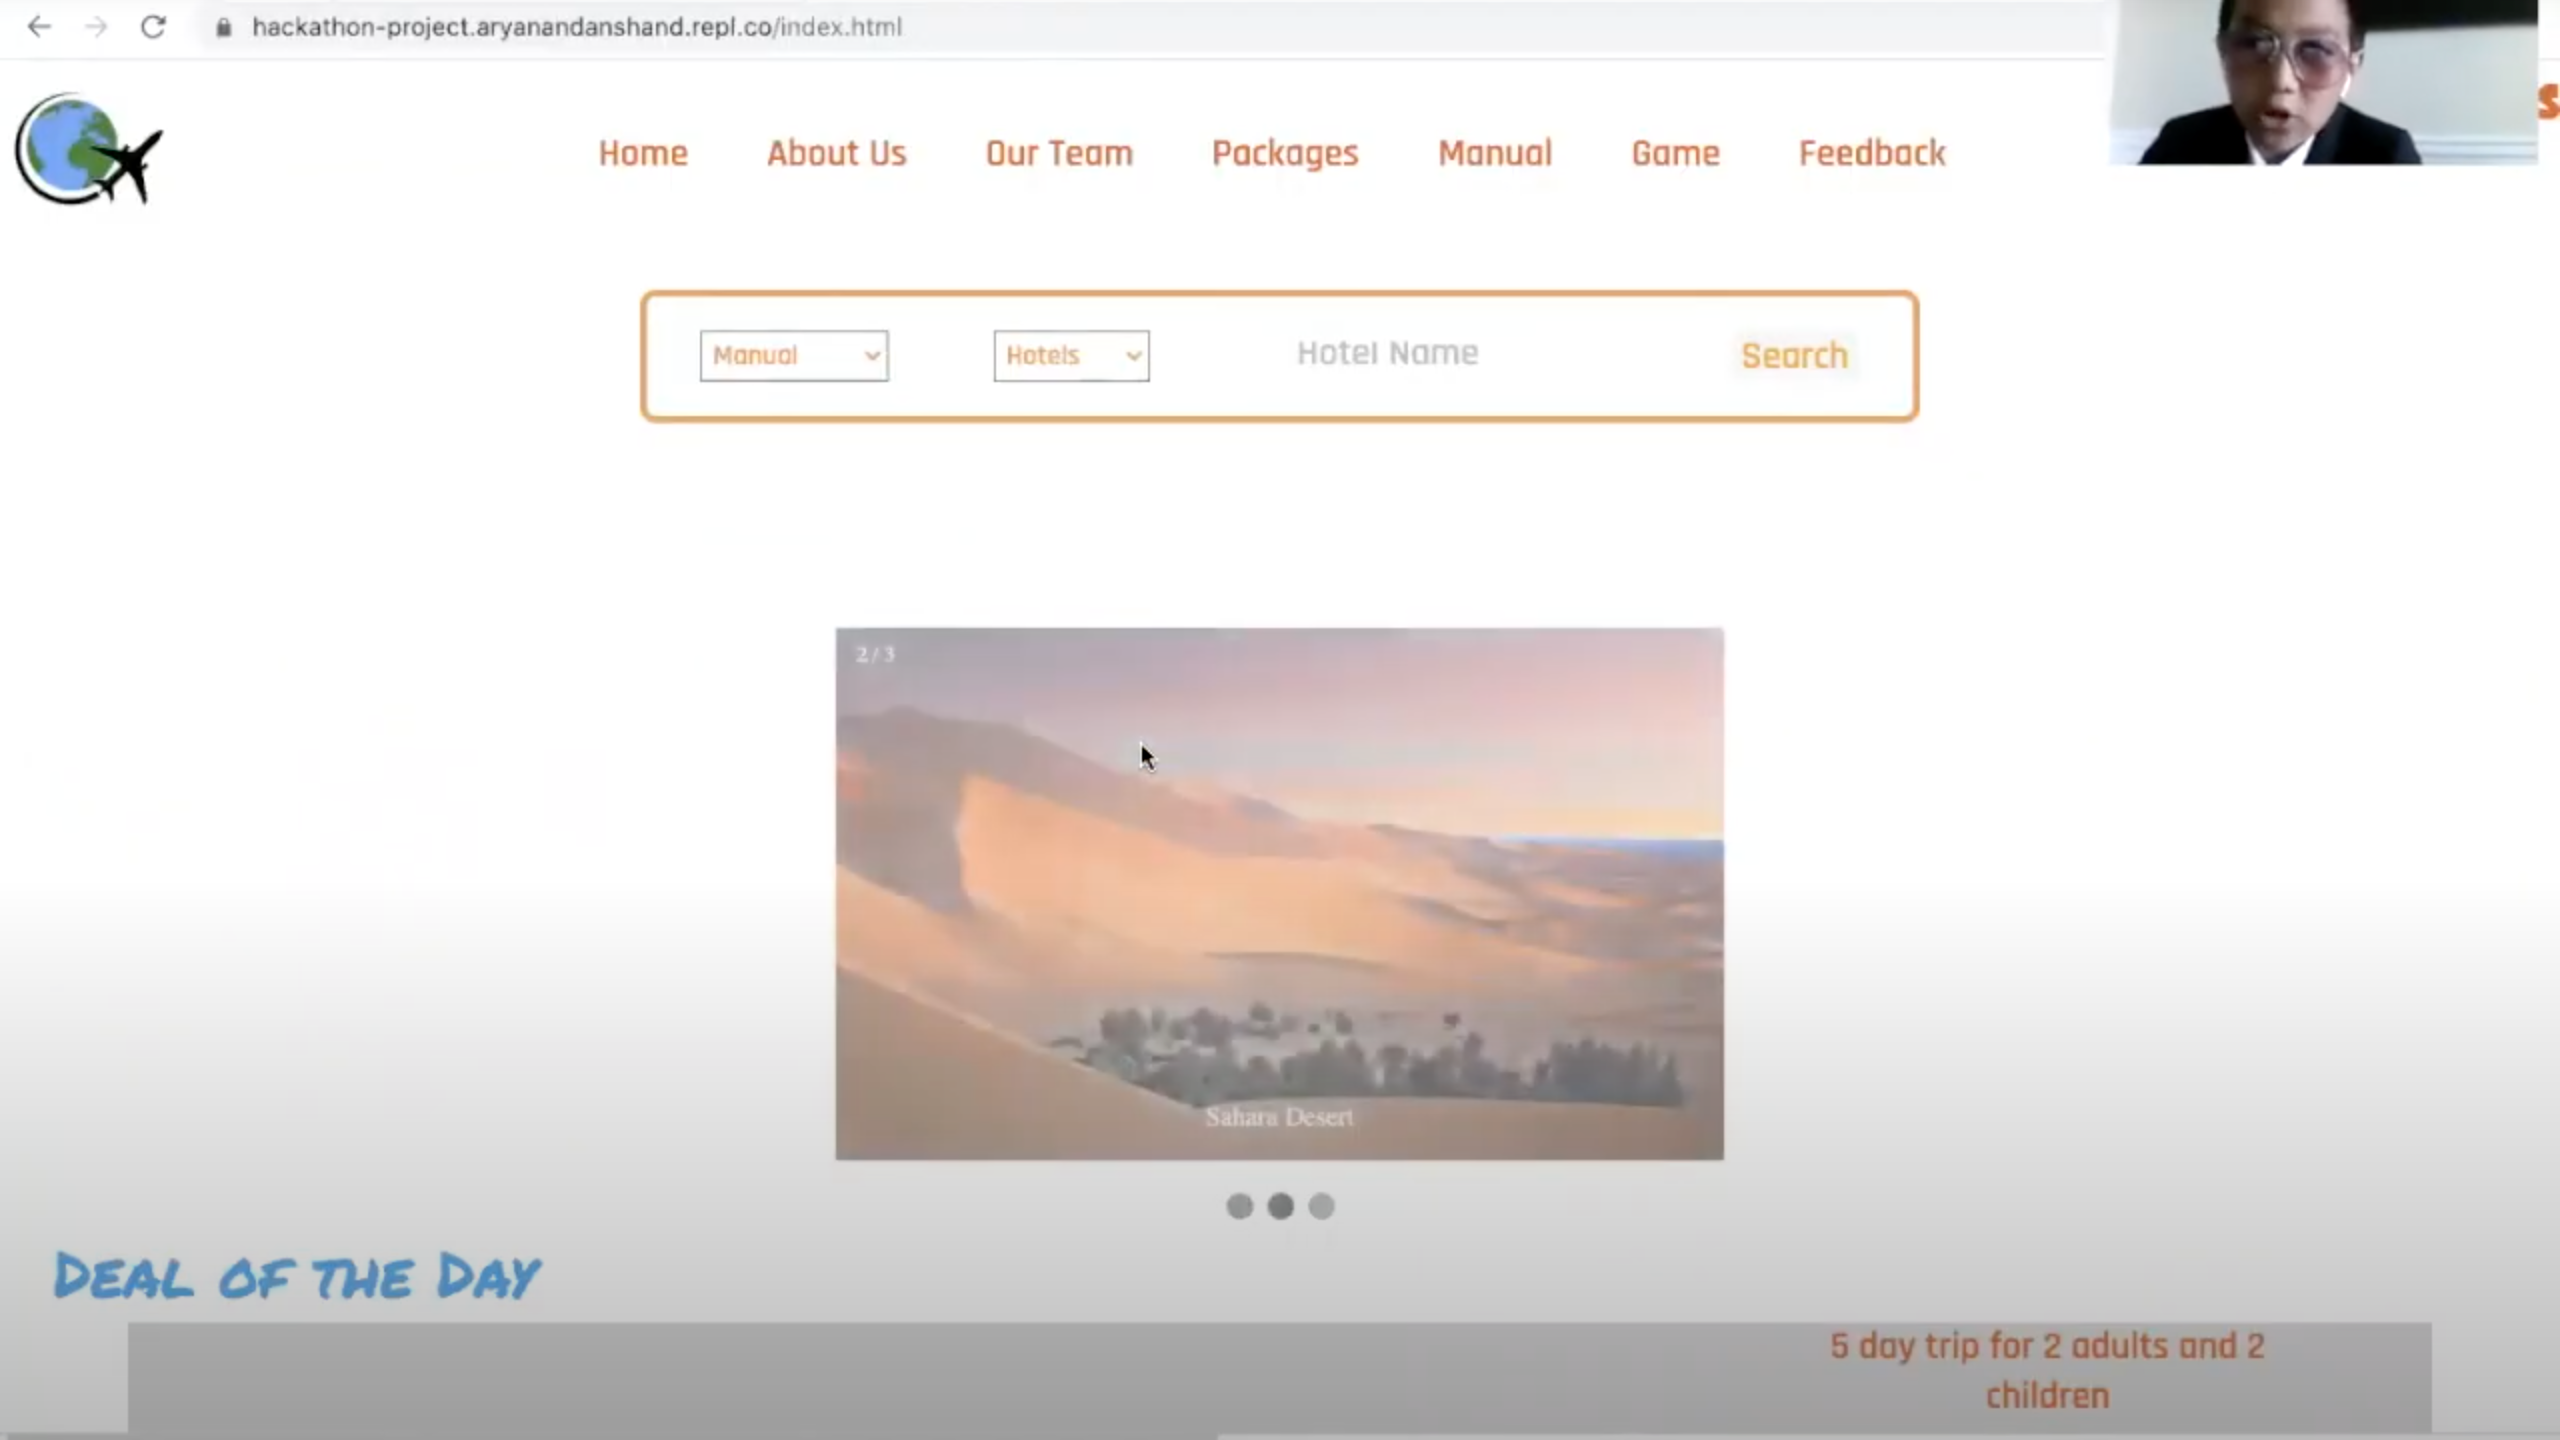 hackathon-project.aryanandanshand.repl.co/index.html
s
Home About Us Our Team Packages Manual Game Feedback
Manual Hotels Hotel Name Search
2 / 3
Sahara Desert
Deal of the Day
5 day trip for 2 adults and 2
children